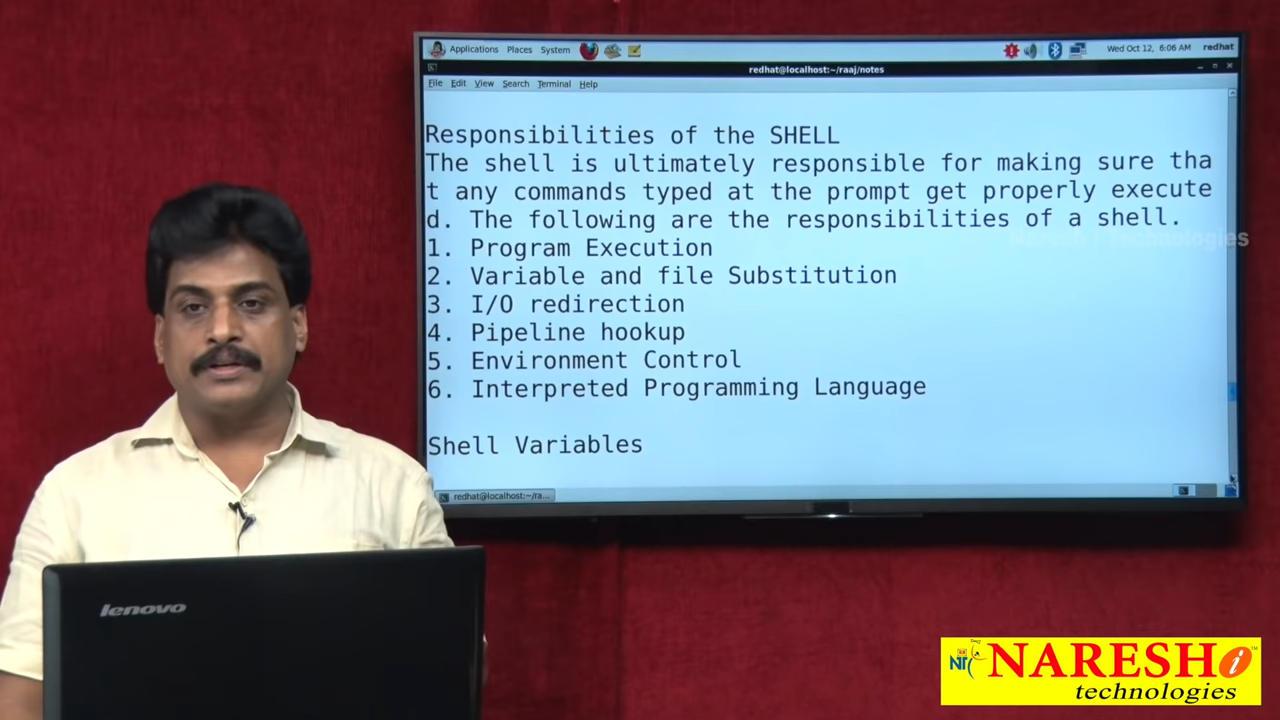 Applications Places System
Wed Oct 12, 6:06 AM redhat
redhat@localhost:~/raaj/notes
File Edit View Search Terminal Help
Responsibilities of the SHELL
The shell is ultimately responsible for making sure tha
t any commands typed at the prompt get properly execute
d. The following are the responsibilities of a shell.
1. Program Execution
2. Variable and file Substitution
3. I/O redirection
4. Pipeline hookup
5. Environment Control
6. Interpreted Programming Language
Shell Variables
redhat@localhost:~/ra...
lenovo
NARESH i
technologies